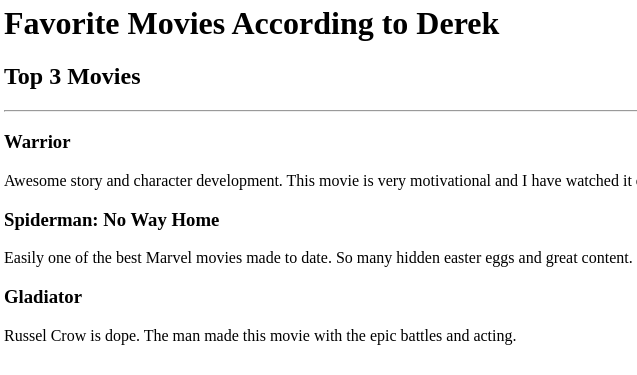 Favorite Movies According to Derek
Top 3 Movies
Warrior
Awesome story and character development. This movie is very motivational and I have watched it
Spiderman: No Way Home
Easily one of the best Marvel movies made to date. So many hidden easter eggs and great content.
Gladiator
Russel Crow is dope. The man made this movie with the epic battles and acting.